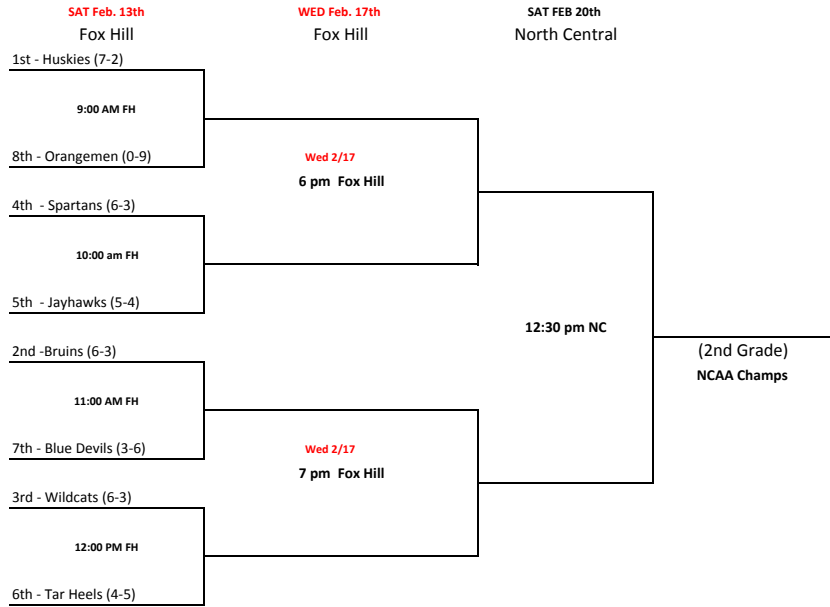 SAT Feb. 13th
WED Feb. 17th
SAT FEB 20th
Fox Hill
Fox Hill
North Central
1st - Huskies (7-2)
9:00 AM FH
8th - Orangemen (0-9)
Wed 2/17
6 pm  Fox Hill
4th  - Spartans (6-3)
10:00 am FH
5th  - Jayhawks (5-4)
12:30 pm NC
2nd -Bruins (6-3)
(2nd Grade)
NCAA Champs
11:00 AM FH
7th - Blue Devils (3-6)
Wed 2/17
7 pm  Fox Hill
3rd - Wildcats (6-3)
12:00 PM FH
6th - Tar Heels (4-5)